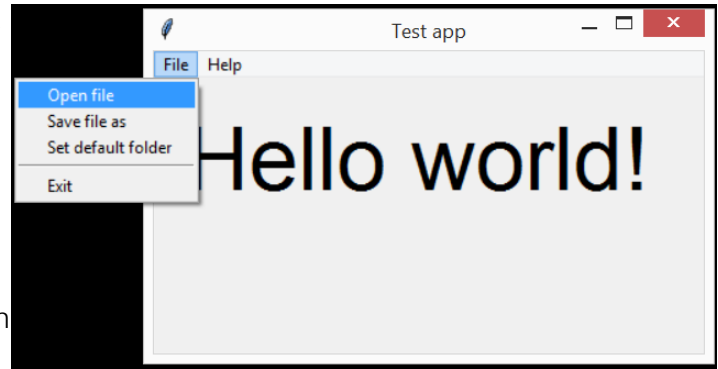 Test app
File Help
Open file
Save file as
Set default folder
Exit
Hello world!